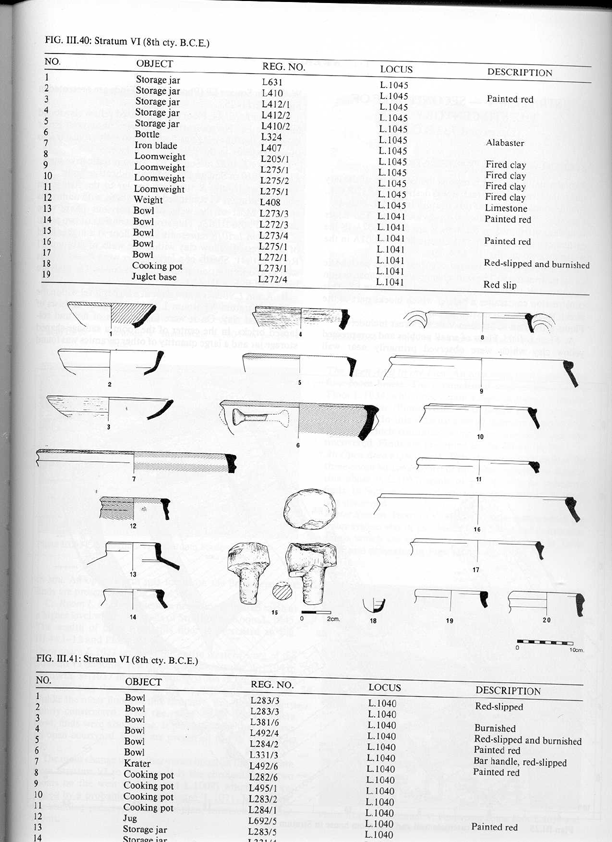 FIG. III.40: Stratum VI (8th cty. B.C.E.)
NO. OBJECT REG. NO. LOCUS DESCRIPTION
1 Storage jar L631 L.1045
2 Storage jar L410 L.1045 Painted red
3 Storage jar L412/1 L.1045
4 Storage jar L412/2 L.1045
5 Storage jar L410/2 L.1045
6 Bottle L324 L.1045 Alabaster
7 Iron blade L407 L.1045
8 Loomweight L205/1 L.1045 Fired clay
9 Loomweight L275/1 L.1045 Fired clay
10 Loomweight L275/2 L.1045 Fired clay
11 Loomweight L275/1 L.1045 Fired clay
12 Weight L408 L.1045 Limestone
13 Bowl L273/3 L.1041 Painted red
14 Bowl L272/3 L.1041
15 Bowl L273/4 L.1041 Painted red
16 Bowl L275/1 L.1041
17 Bowl L272/1 L.1041 Red-slipped and burnished
18 Cooking pot L273/1 L.1041
19 Juglet base L272/4 L.1041 Red slip
1 4 8
2 5 9
3 6 10
7 11
12 16
13 17
14 15 0 2cm. 18 19 20
0 10cm.
FIG. III.41: Stratum VI (8th cty. B.C.E.)
NO. OBJECT REG. NO. LOCUS DESCRIPTION
1 Bowl L283/3 L.1040 Red-slipped
2 Bowl L283/3 L.1040
3 Bowl L381/6 L.1040 Burnished
4 Bowl L492/4 L.1040 Red-slipped and burnished
5 Bowl L284/2 L.1040 Painted red
6 Bowl L331/3 L.1040 Bar handle, red-slipped
7 Krater L492/6 L.1040 Painted red
8 Cooking pot L282/6 L.1040
9 Cooking pot L495/1 L.1040
10 Cooking pot L283/2 L.1040
11 Cooking pot L284/1 L.1040
12 Jug L692/5 L.1040 Painted red
13 Storage jar L283/5 L.1040
14 Storage jar